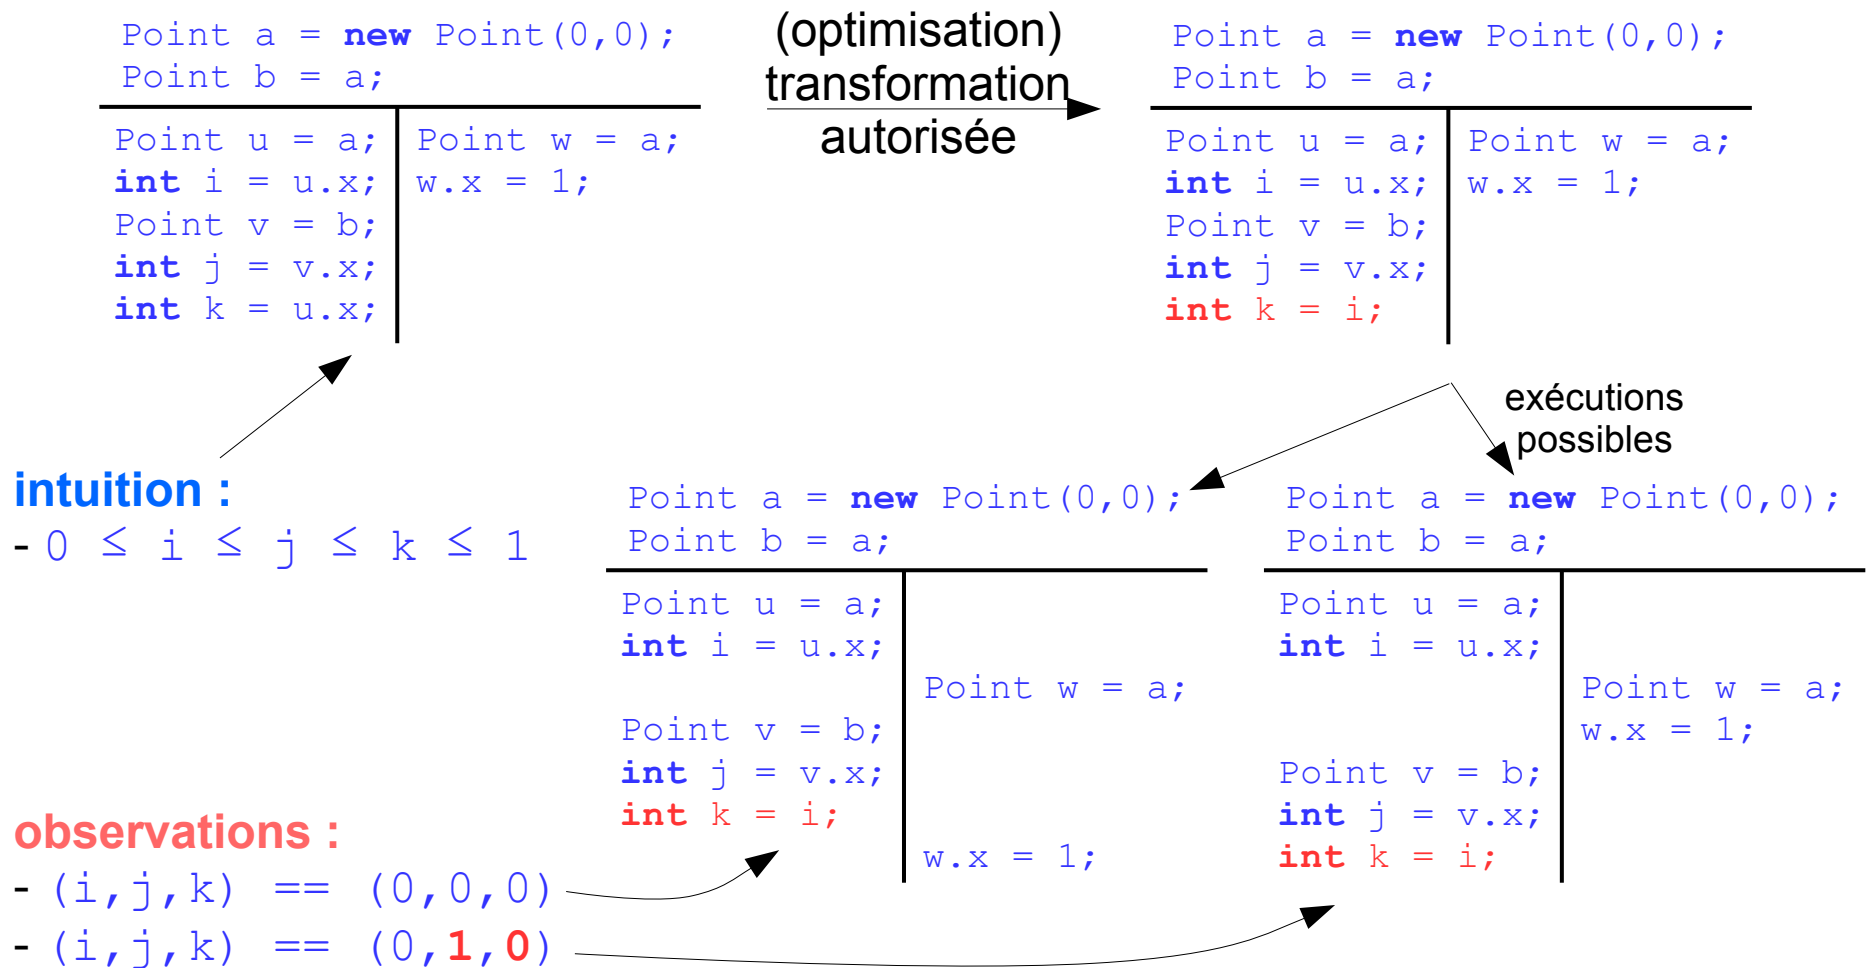 Point a = new Point(0,0);
Point b = a;
Point u = a;
int i = u.x;
Point v = b;
int j = v.x;
int k = u.x;
Point w = a;
w.x = 1;
(optimisation)
transformation
autorisée
Point a = new Point(0,0);
Point b = a;
Point u = a;
int i = u.x;
Point v = b;
int j = v.x;
int k = i;
Point w = a;
w.x = 1;
exécutions
possibles
intuition :
- 0 ≤ i ≤ j ≤ k ≤ 1
Point a = new Point(0,0);
Point b = a;
Point u = a;
int i = u.x;
Point w = a;
Point v = b;
int j = v.x;
int k = i;
w.x = 1;
Point a = new Point(0,0);
Point b = a;
Point u = a;
int i = u.x;
Point w = a;
w.x = 1;
Point v = b;
int j = v.x;
int k = i;
observations :
- (i,j,k) == (0,0,0)
- (i,j,k) == (0,1,0)